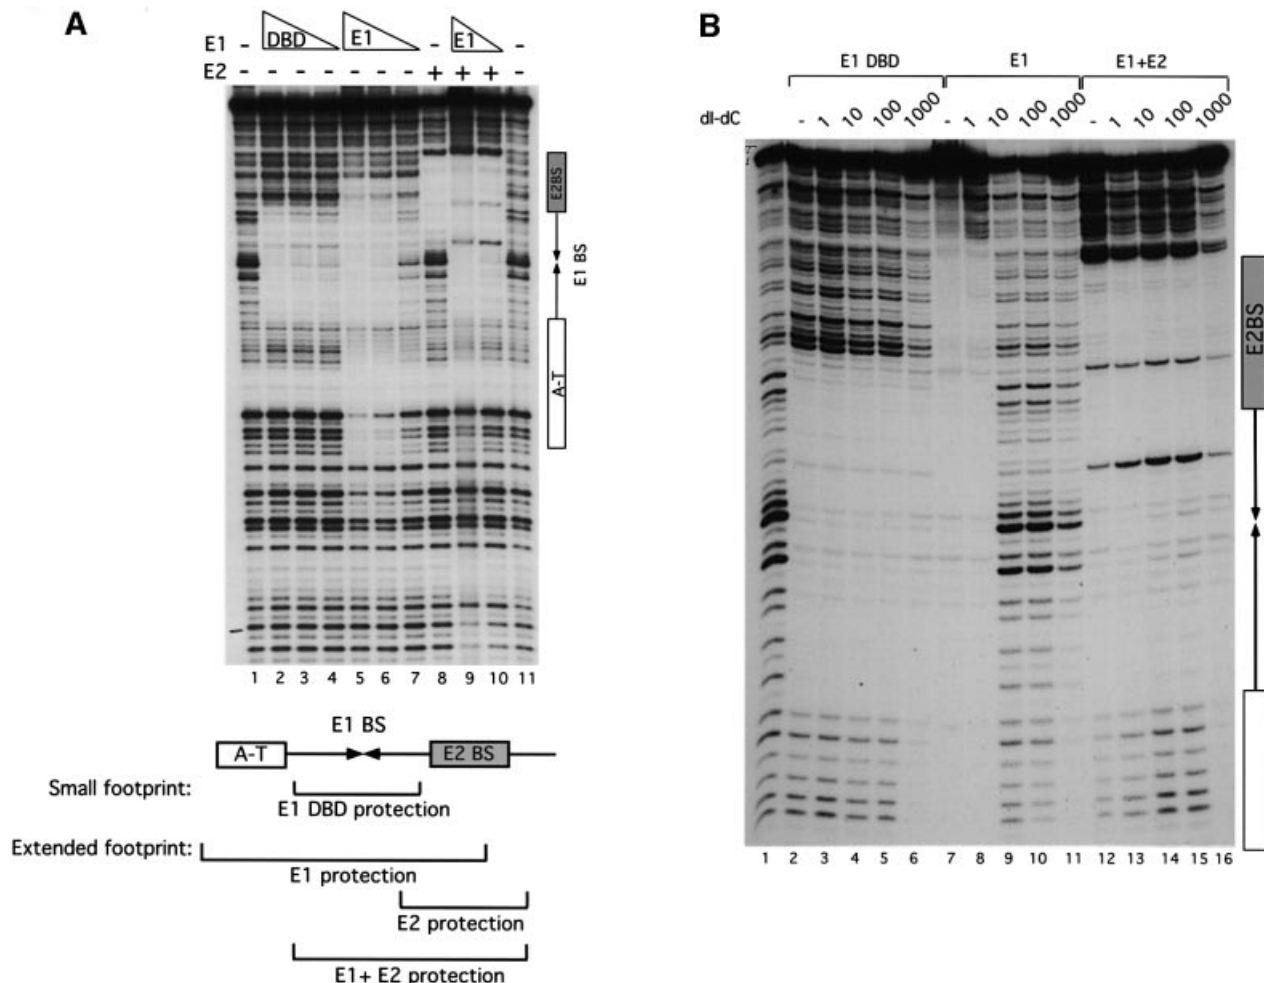 A
E1 - DBD E1 - E1 -
E2 - - - - - - - + + + -
E2BS
E1 BS
A-T
1 2 3 4 5 6 7 8 9 10 11
E1 BS
A-T E2 BS
Small footprint:
E1 DBD protection
Extended footprint:
E1 protection
E2 protection
E1+ E2 protection
B
E1 DBD E1 E1+E2
dI-dC - 1 10 100 1000 - 1 10 100 1000 - 1 10 100 1000
E2BS
1 2 3 4 5 6 7 8 9 10 11 12 13 14 15 16